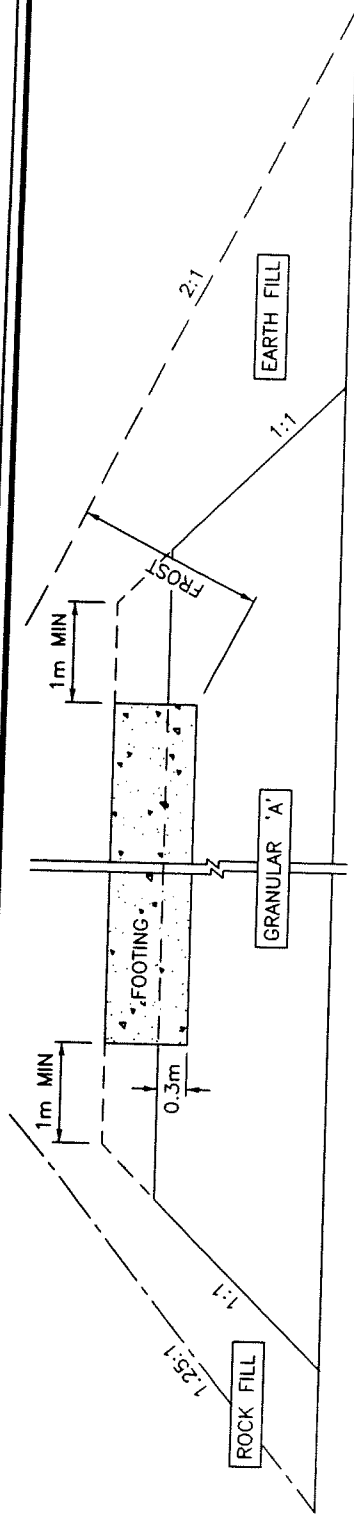 1m MIN
1m MIN
2:1
FOOTING
FROST
EARTH FILL
0.3m
1:1
1.25:1
1:1
GRANULAR 'A'
ROCK FILL